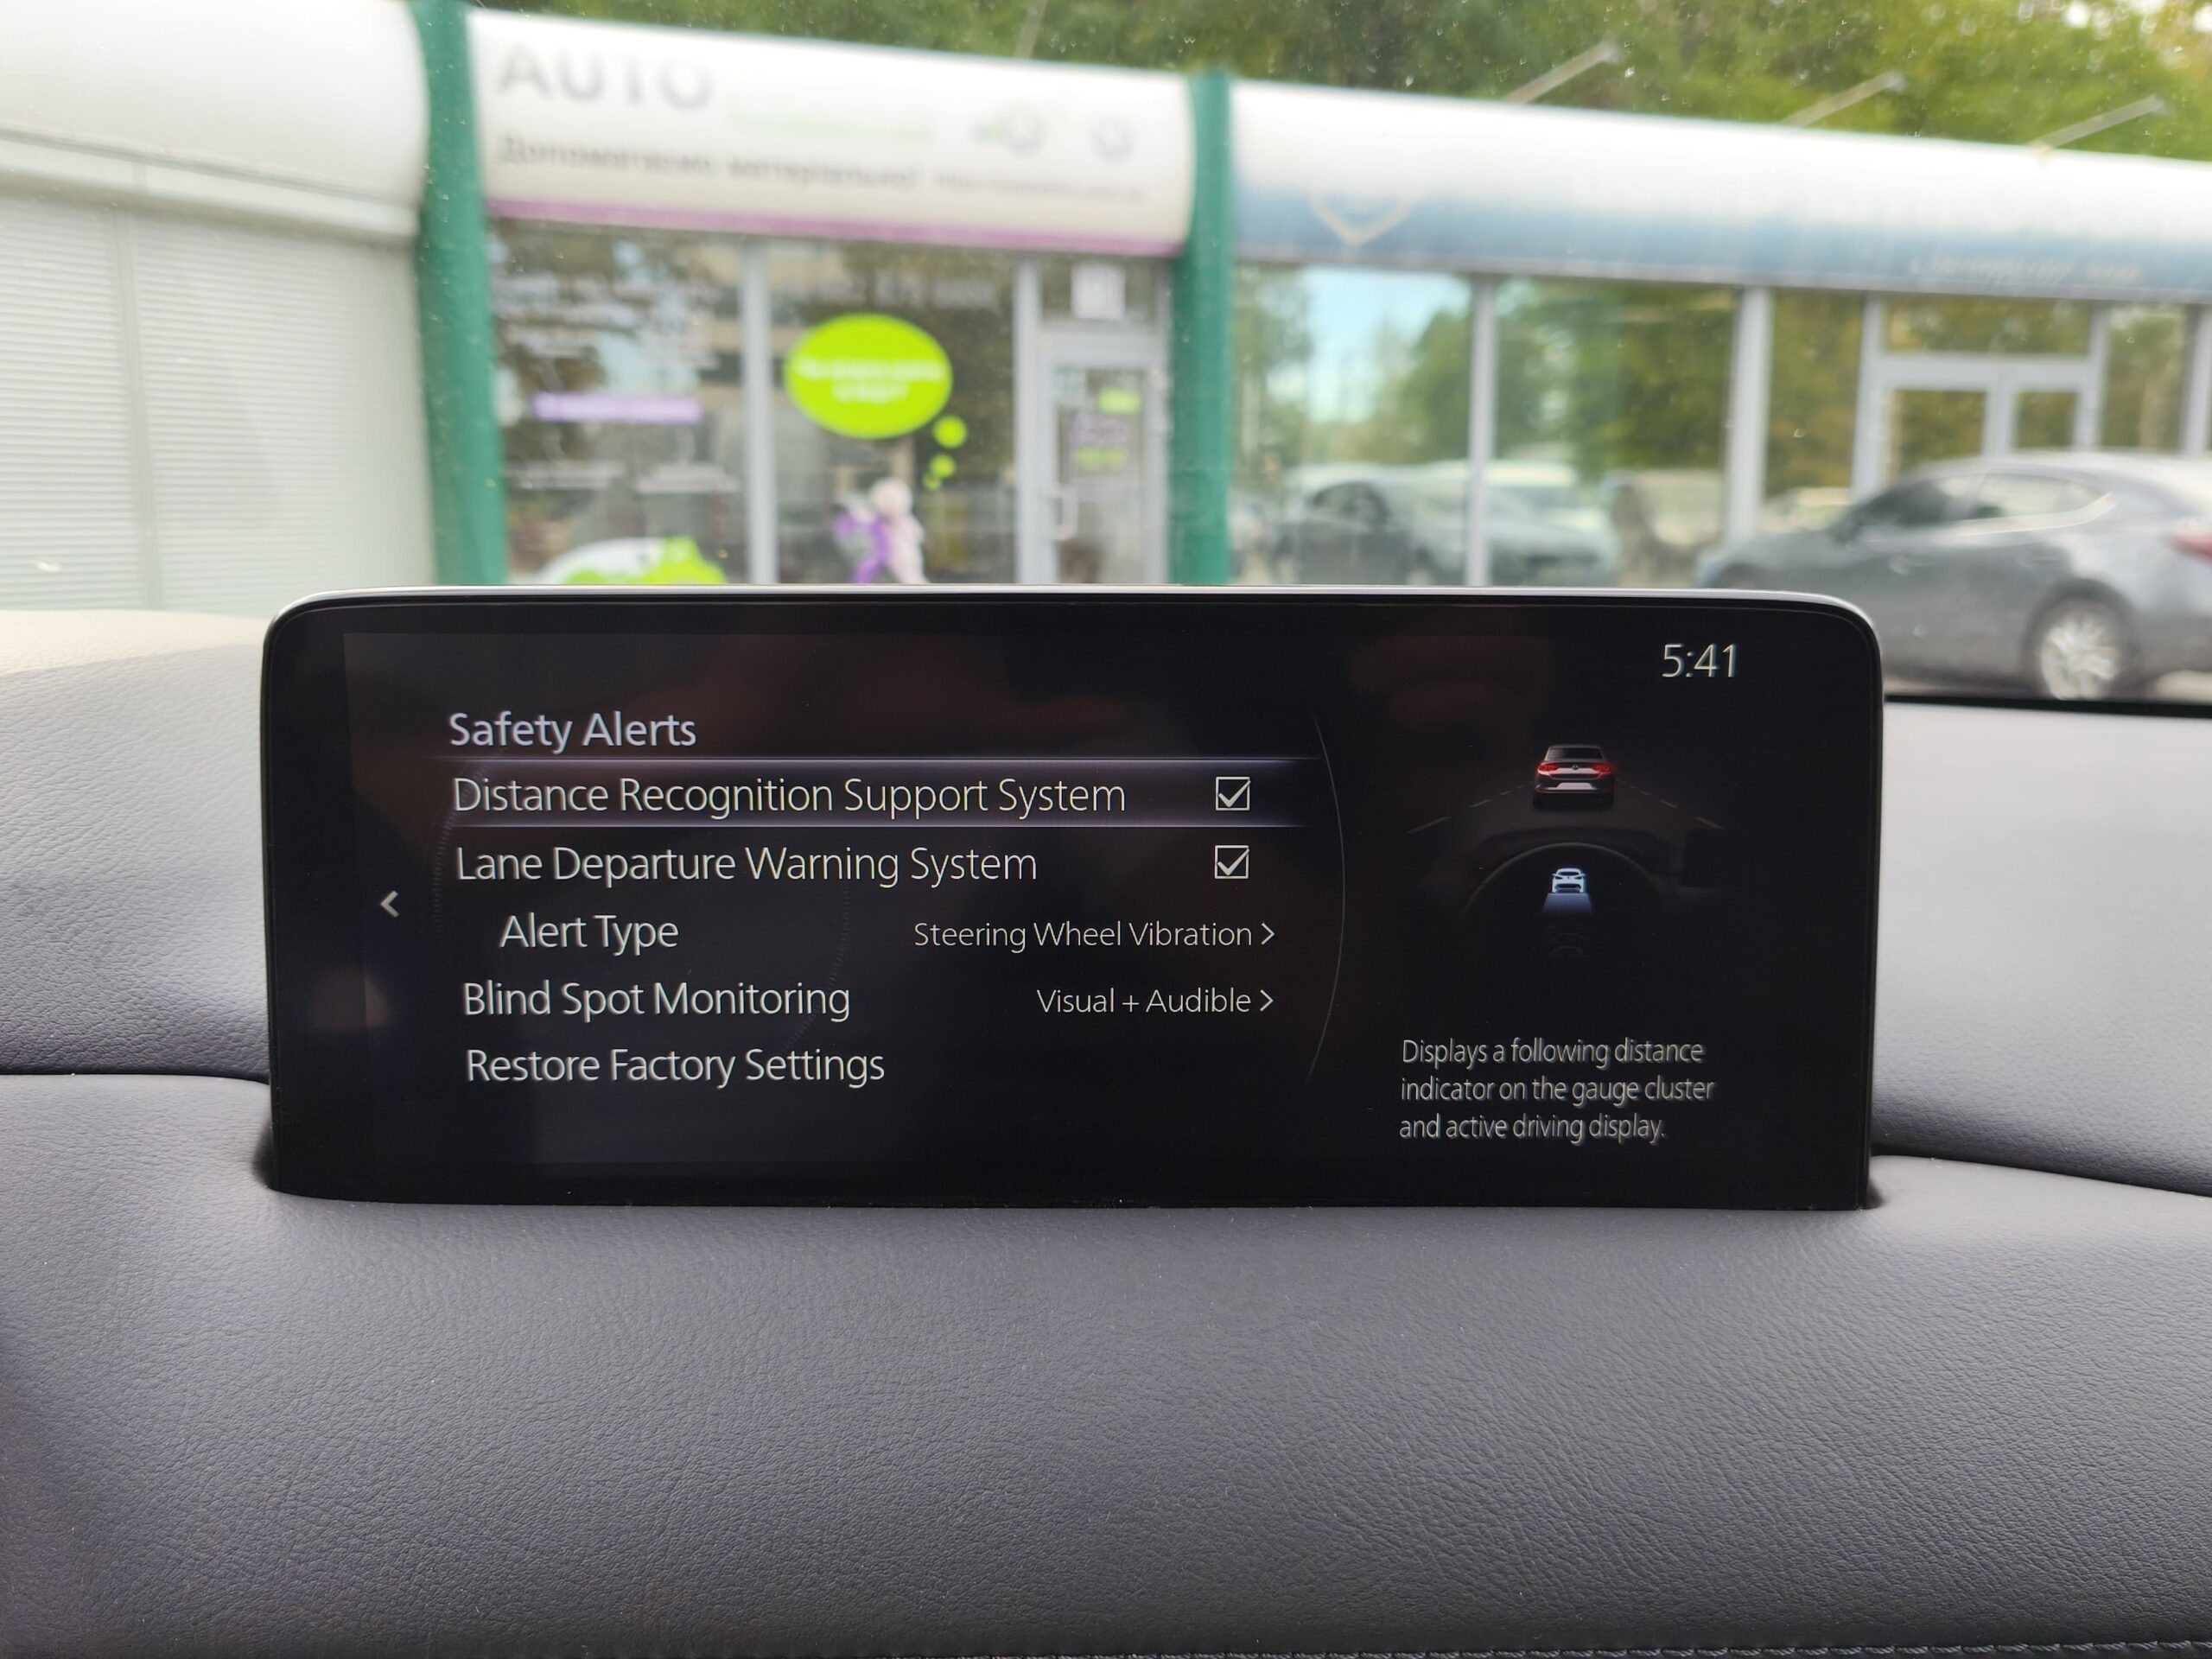 AUTO
Допомагаємо матеріально!
5:41
Safety Alerts
Distance Recognition Support System
Lane Departure Warning System
Alert Type Steering Wheel Vibration >
Blind Spot Monitoring Visual + Audible >
Restore Factory Settings
Displays a following distance
indicator on the gauge cluster
and active driving display.